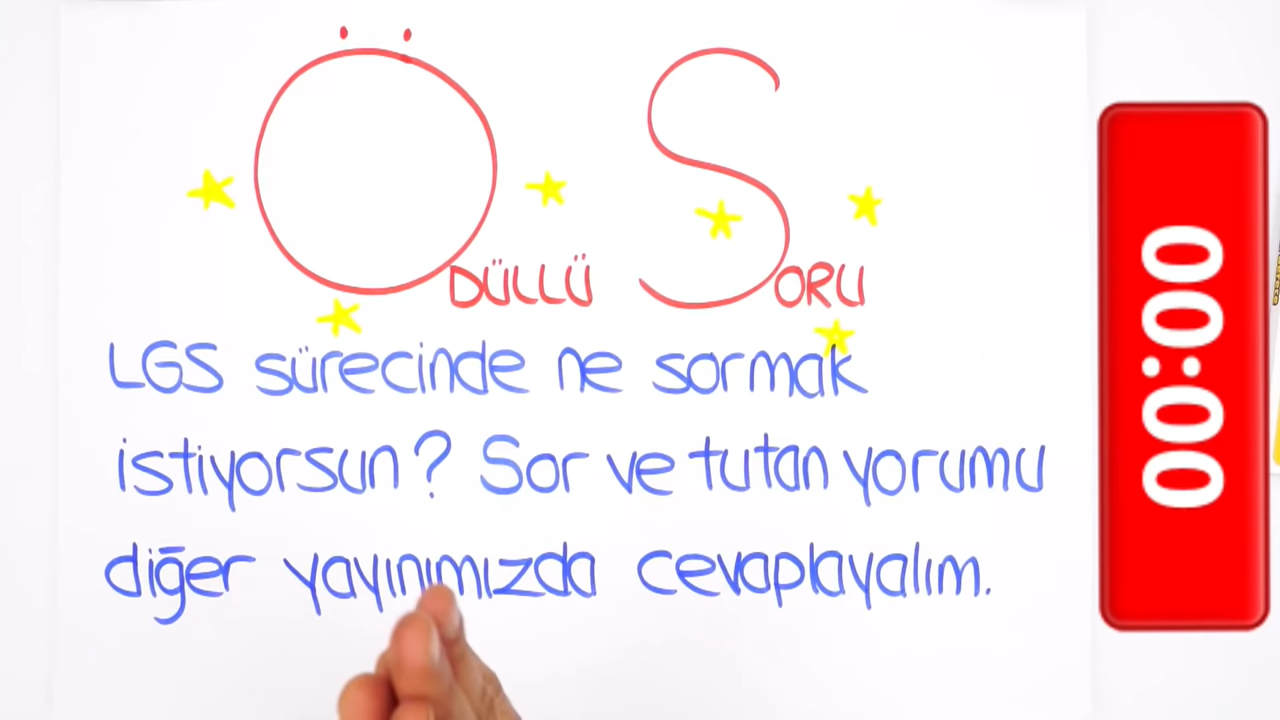 ÖDÜLLÜ SORU
LGS sürecinde ne sormak
istiyorsun? Sor ve tutan yorumu
diğer yayınımızda cevaplayalım.
00:00